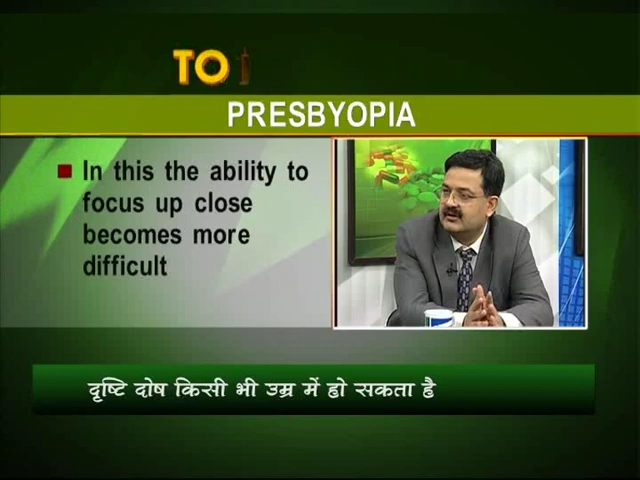 TO
PRESBYOPIA
In this the ability to
focus up close
becomes more
difficult
दृष्टि दोष किसी भी उम्र में हो सकता है